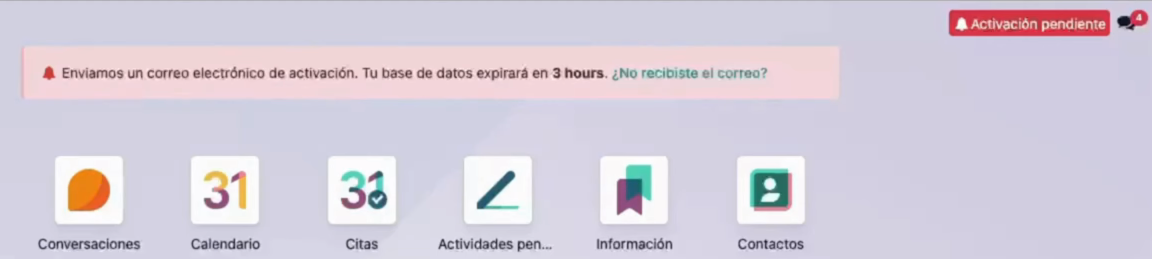 Activación pendiente 4
Enviamos un correo electrónico de activación. Tu base de datos expirará en 3 hours. ¿No recibiste el correo?
31 31
Conversaciones Calendario Citas Actividades pen... Información Contactos